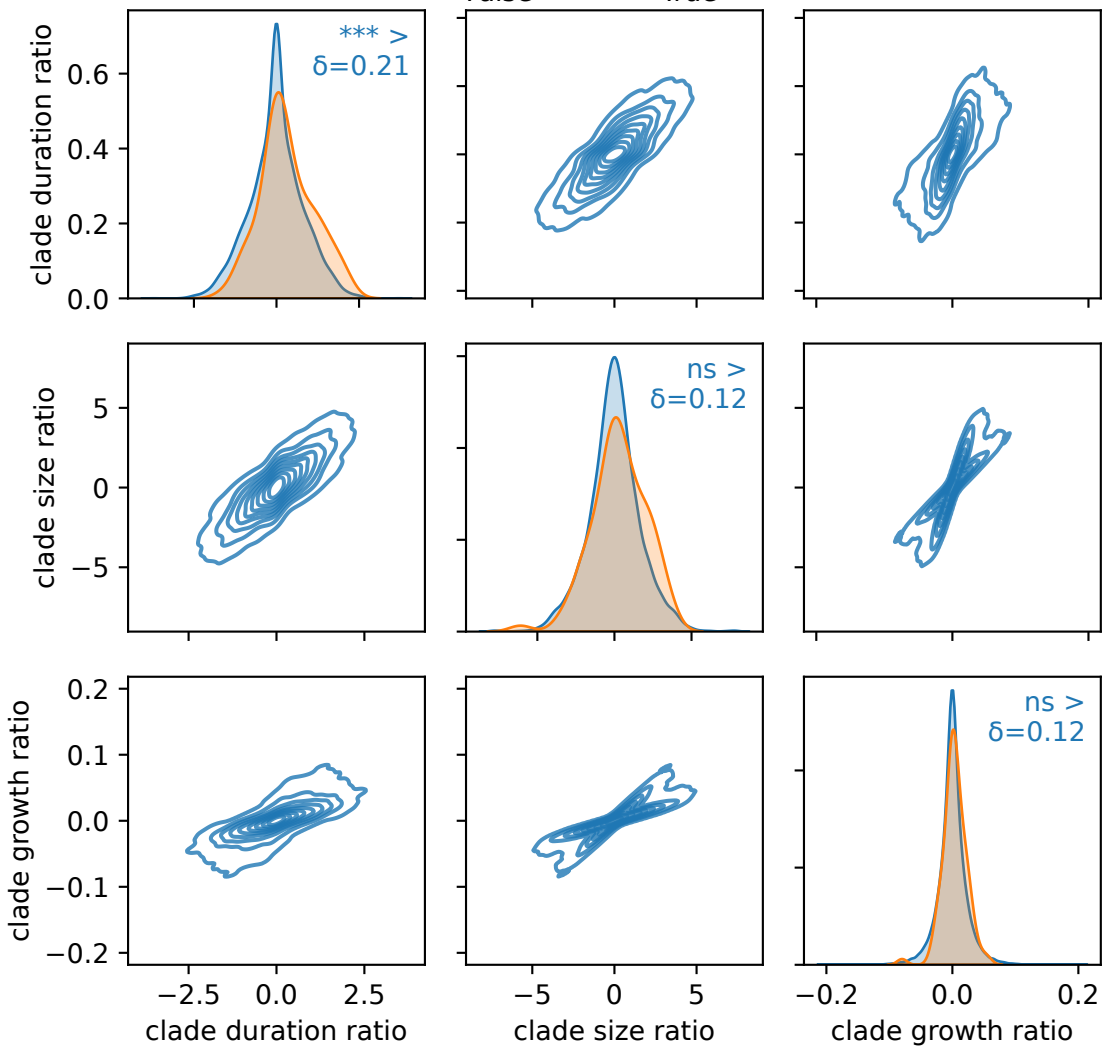 clade duration ratio
0.6
0.4
0.2
0.0
*** >
δ=0.21
clade size ratio
5
0
−5
ns >
δ=0.12
clade growth ratio
0.2
0.1
0.0
−0.1
−0.2
ns >
δ=0.12
−2.5 0.0 2.5
clade duration ratio
−5 0 5
clade size ratio
−0.2 0.0 0.2
clade growth ratio